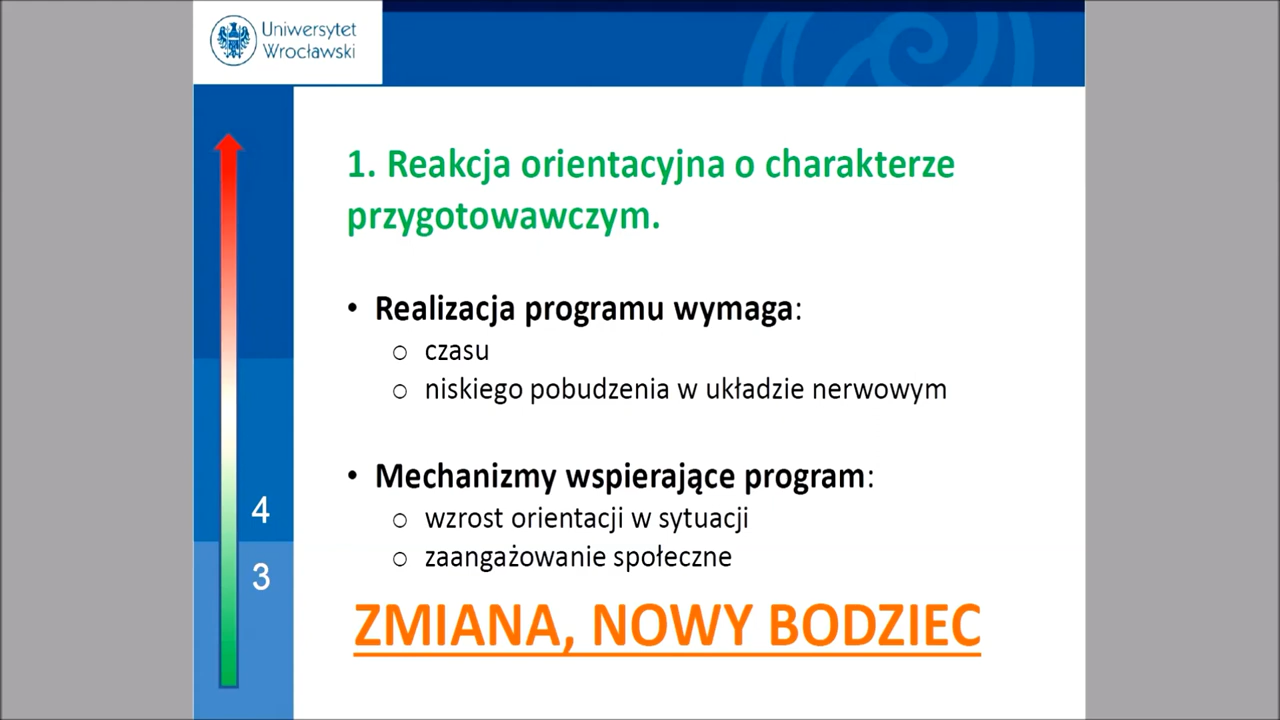 Uniwersytet
Wrocławski
1. Reakcja orientacyjna o charakterze
przygotowawczym.
• Realizacja programu wymaga:
o czasu
o niskiego pobudzenia w układzie nerwowym
• Mechanizmy wspierające program:
o wzrost orientacji w sytuacji
o zaangażowanie społeczne
4
3
ZMIANA, NOWY BODZIEC